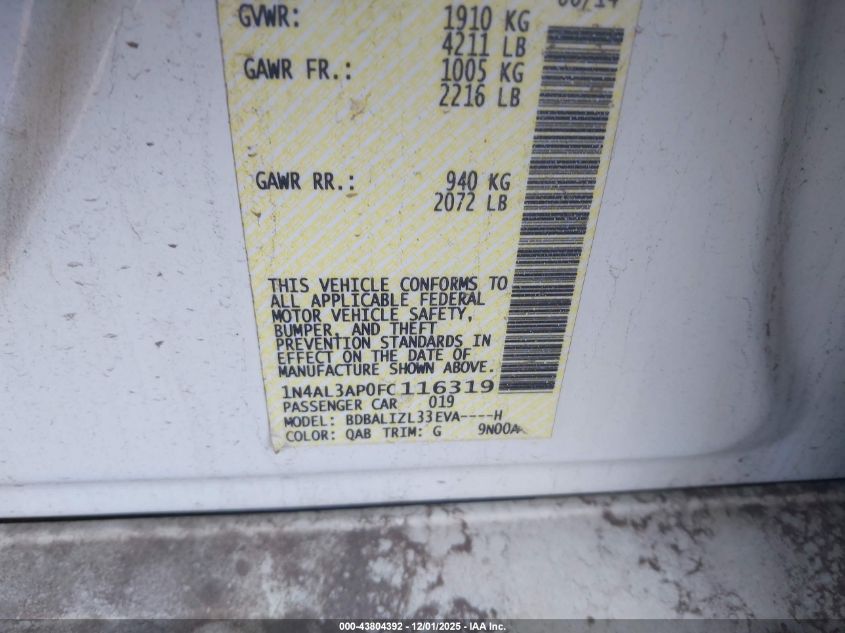 GVWR: 1910 KG
4211 LB
GAWR FR.: 1005 KG
2216 LB
GAWR RR.: 940 KG
2072 LB
THIS VEHICLE CONFORMS TO
ALL APPLICABLE FEDERAL
MOTOR VEHICLE SAFETY,
BUMPER, AND THEFT
PREVENTION STANDARDS IN
EFFECT ON THE DATE OF
MANUFACTURE SHOWN ABOVE.
1N4AL3AP0FC116319
PASSENGER CAR 019
MODEL: BDBALIZL33EVA----H
COLOR: QAB TRIM: G 9N00A
000-43804392 - 12/01/2025 - IAA Inc.